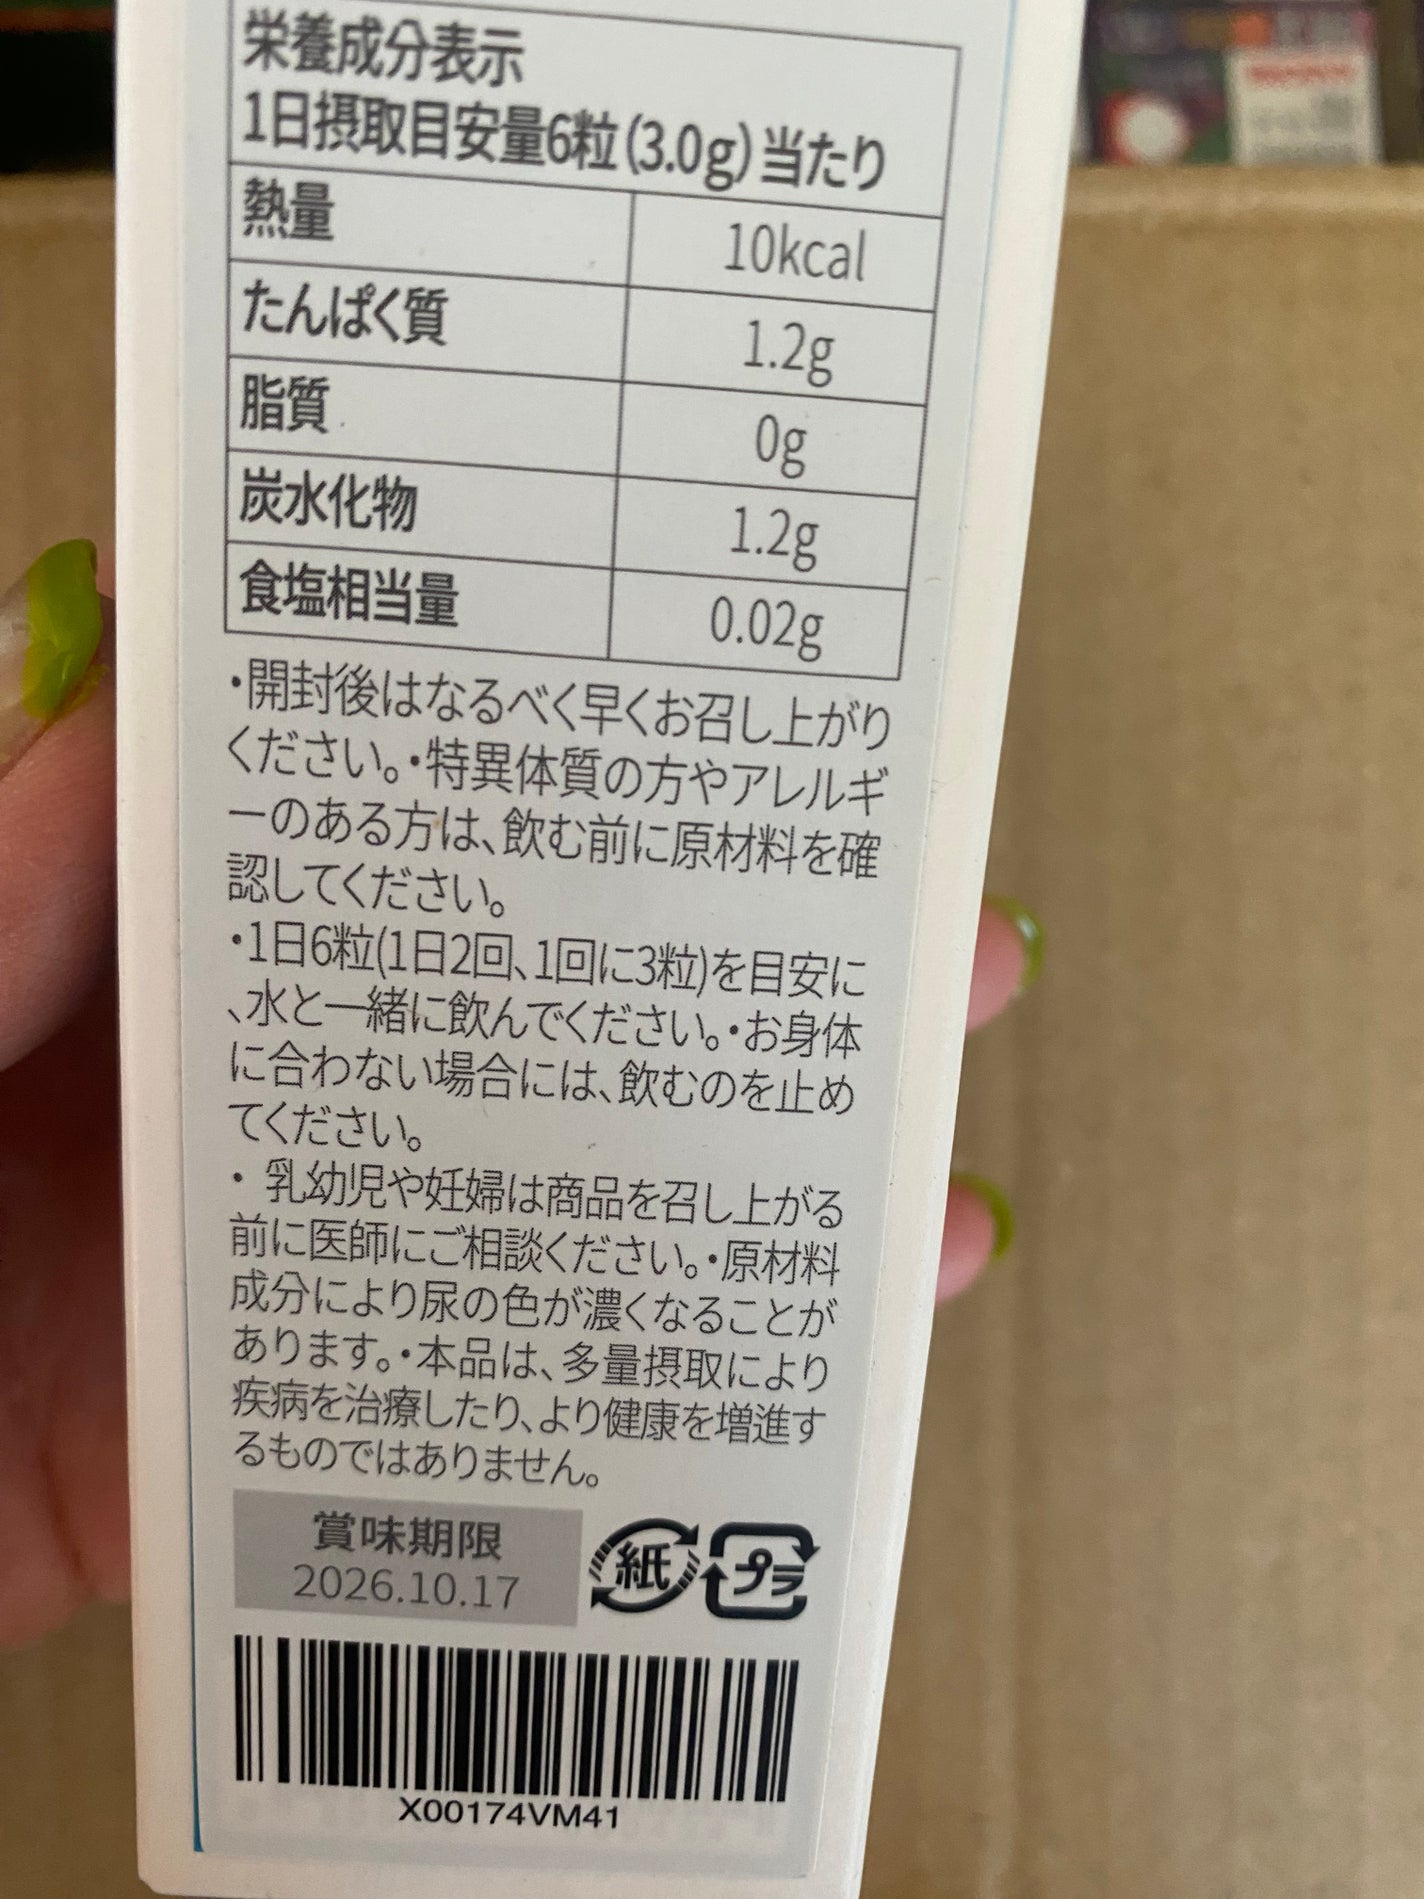 栄養成分表示
1日摂取目安量6粒(3.0g)当たり
熱量 10kcal
たんぱく質 1.2g
脂質 0g
炭水化物 1.2g
食塩相当量 0.02g
・開封後はなるべく早くお召し上がり
ください。・特異体質の方やアレルギ
ーのある方は、飲む前に原材料を確
認してください。
・1日6粒(1日2回、1回に3粒)を目安に
、水と一緒に飲んでください。・お身体
に合わない場合には、飲むのを止め
てください。
・ 乳幼児や妊婦は商品を召し上がる
前に医師にご相談ください。・原材料
成分により尿の色が濃くなることが
あります。・本品は、多量摂取により
疾病を治療したり、より健康を増進す
るものではありません。
賞味期限
2026.10.17
紙 プラ
X00174VM41